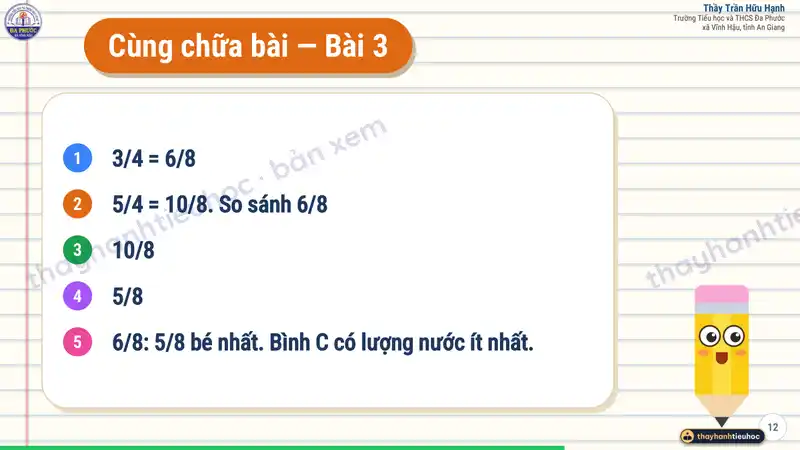 Thầy Trần Hữu Hạnh
Trường Tiểu học và THCS Đa Phước
xã Vĩnh Hậu, tỉnh An Giang
ĐA PHƯỚC
Cùng chữa bài – Bài 3
1 3/4 = 6/8
2 5/4 = 10/8. So sánh 6/8
3 10/8
4 5/8
5 6/8: 5/8 bé nhất. Bình C có lượng nước ít nhất.
thayhanhtieuhoc · bản xem
thayhanhtieuhoc
12
thayhanhtieuhoc